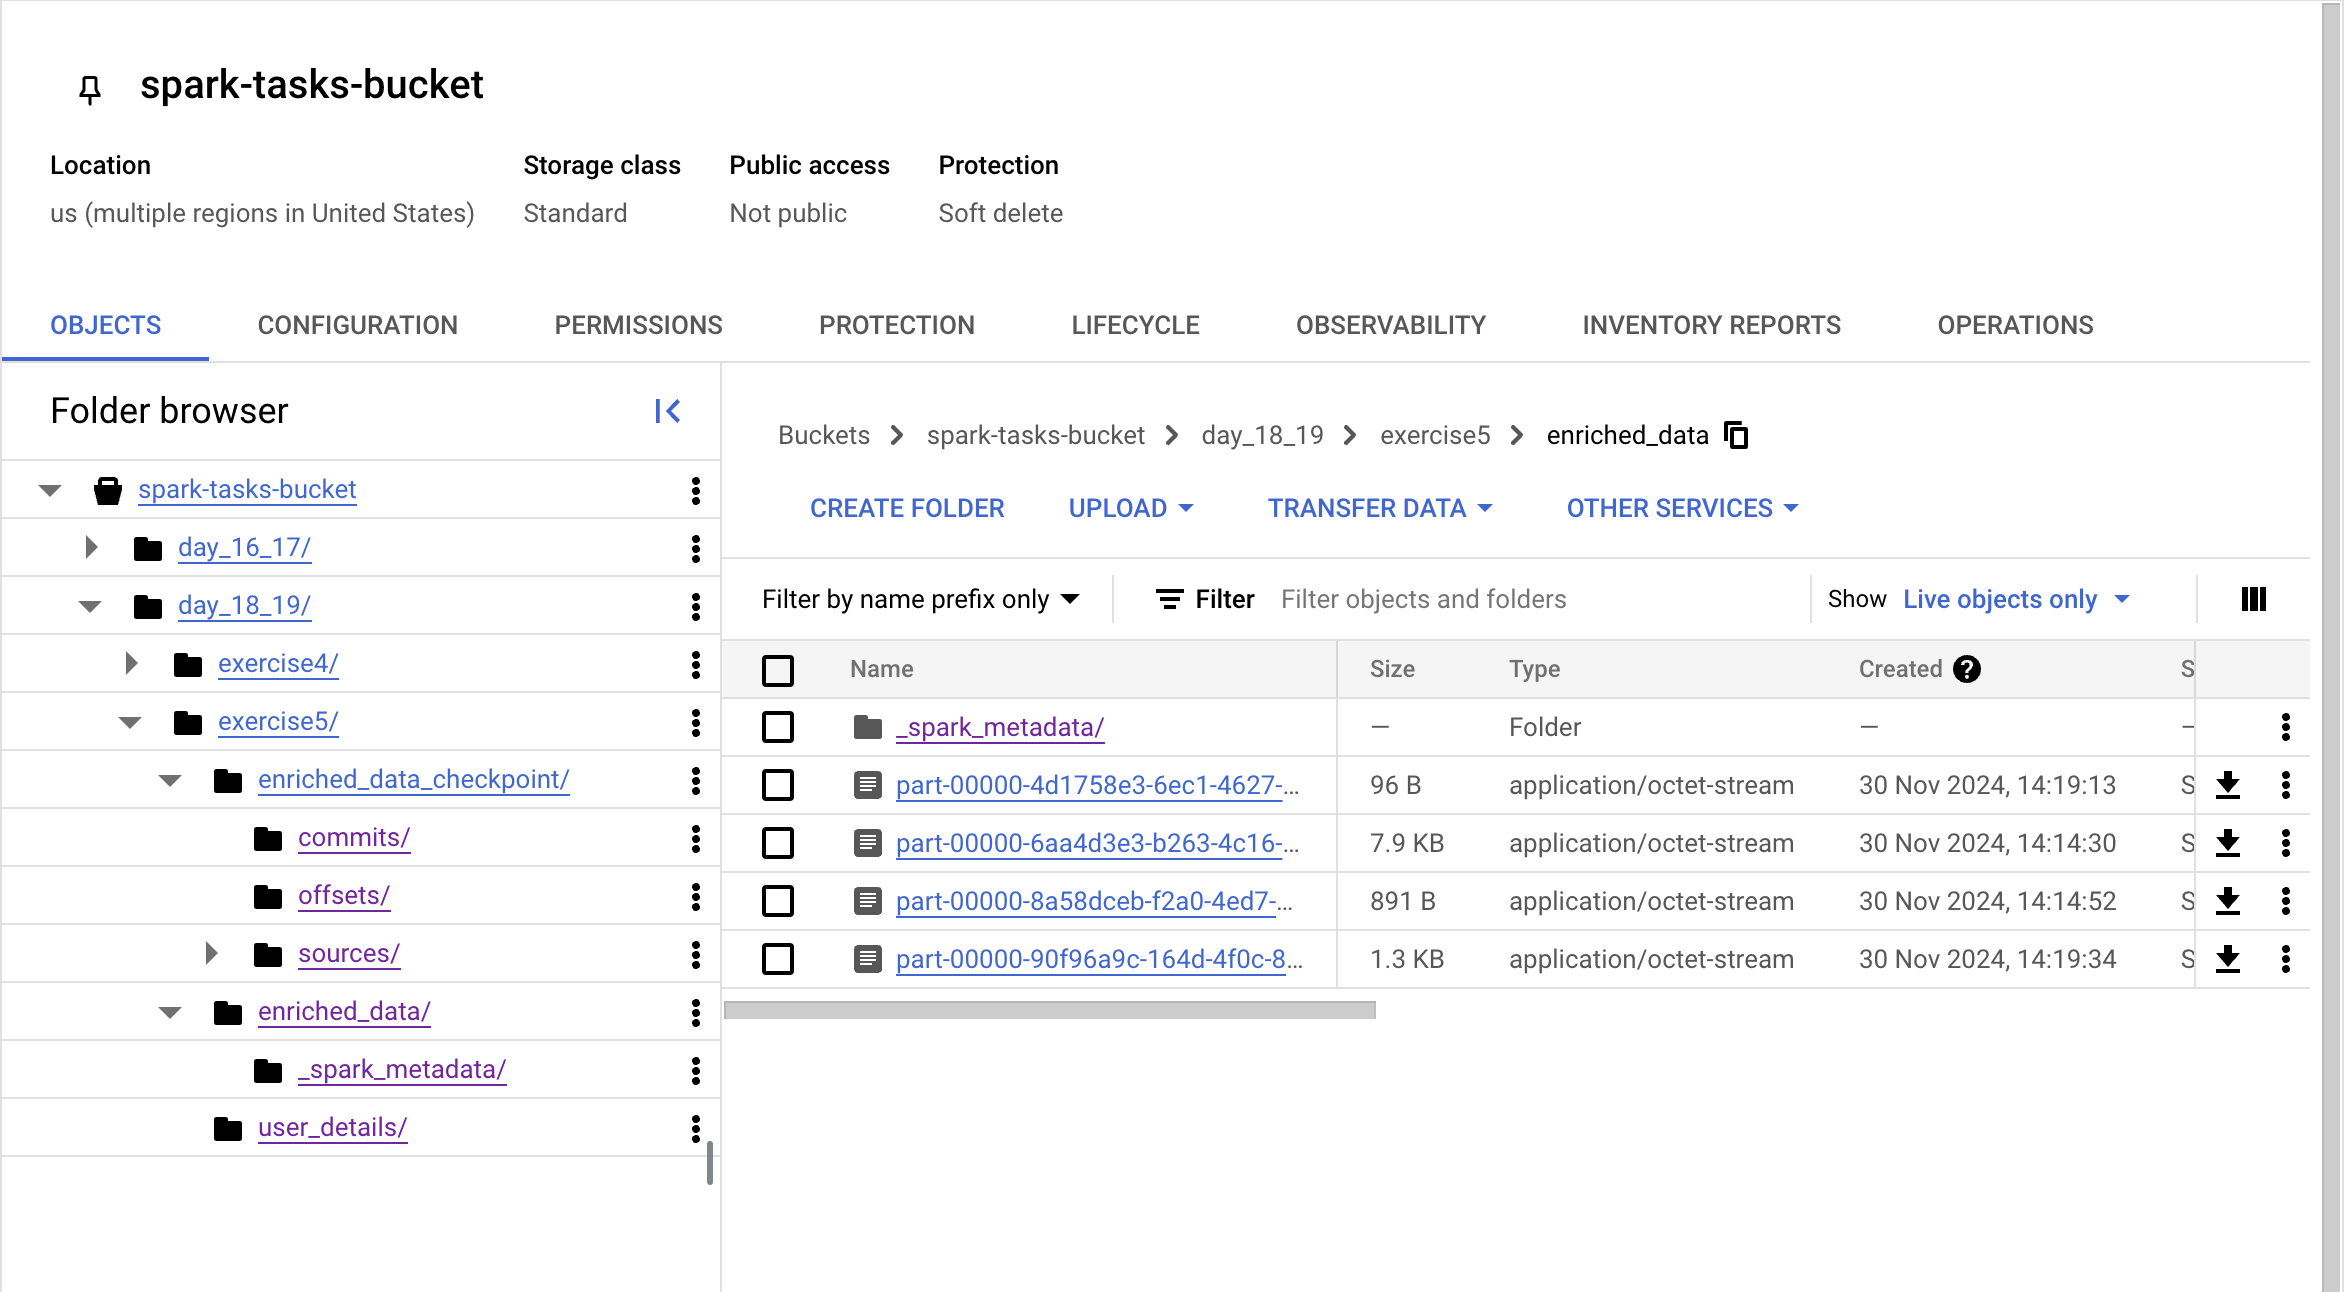 spark-tasks-bucket
Location Storage class Public access Protection
us (multiple regions in United States) Standard Not public Soft delete
OBJECTS CONFIGURATION PERMISSIONS PROTECTION LIFECYCLE OBSERVABILITY INVENTORY REPORTS OPERATIONS
Folder browser
spark-tasks-bucket
day_16_17/
day_18_19/
exercise4/
exercise5/
enriched_data_checkpoint/
commits/
offsets/
sources/
enriched_data/
_spark_metadata/
user_details/
Buckets spark-tasks-bucket day_18_19 exercise5 enriched_data
CREATE FOLDER UPLOAD TRANSFER DATA OTHER SERVICES
Filter by name prefix only Filter Filter objects and folders Show Live objects only
Name Size Type Created ? S
_spark_metadata/ — Folder — –
part-00000-4d1758e3-6ec1-4627-... 96 B application/octet-stream 30 Nov 2024, 14:19:13 S
part-00000-6aa4d3e3-b263-4c16-... 7.9 KB application/octet-stream 30 Nov 2024, 14:14:30 S
part-00000-8a58dceb-f2a0-4ed7-... 891 B application/octet-stream 30 Nov 2024, 14:14:52 S
part-00000-90f96a9c-164d-4f0c-8... 1.3 KB application/octet-stream 30 Nov 2024, 14:19:34 S